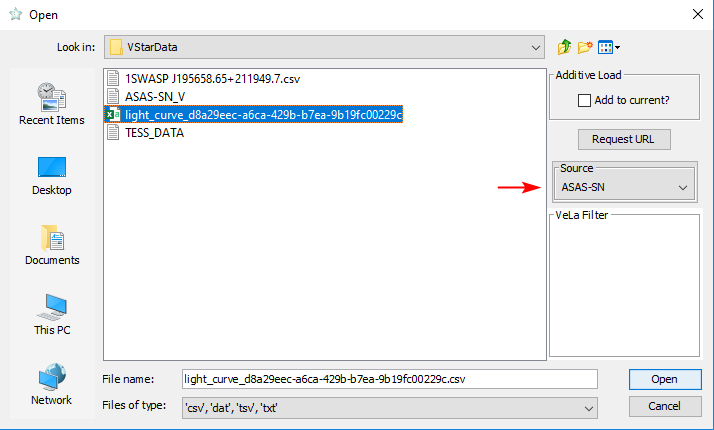 Open
Look in:
VStarData
Recent Items
Desktop
Documents
This PC
Network
1SWASP J195658.65+211949.7.csv
ASAS-SN_V
light_curve_d8a29eec-a6ca-429b-b7ea-9b19fc00229c
TESS_DATA
Additive Load
Add to current?
Request URL
Source
ASAS-SN
VeLa Filter
File name:
light_curve_d8a29eec-a6ca-429b-b7ea-9b19fc00229c.csv
Open
Files of type:
'csv', 'dat', 'tsv', 'txt'
Cancel